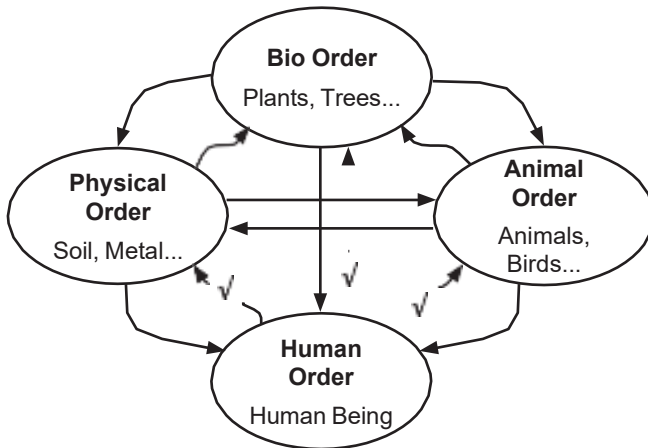 Bio Order
Plants, Trees...
Physical
Order
Soil, Metal...
Animal
Order
Animals,
Birds...
√
√
√
Human
Order
Human Being